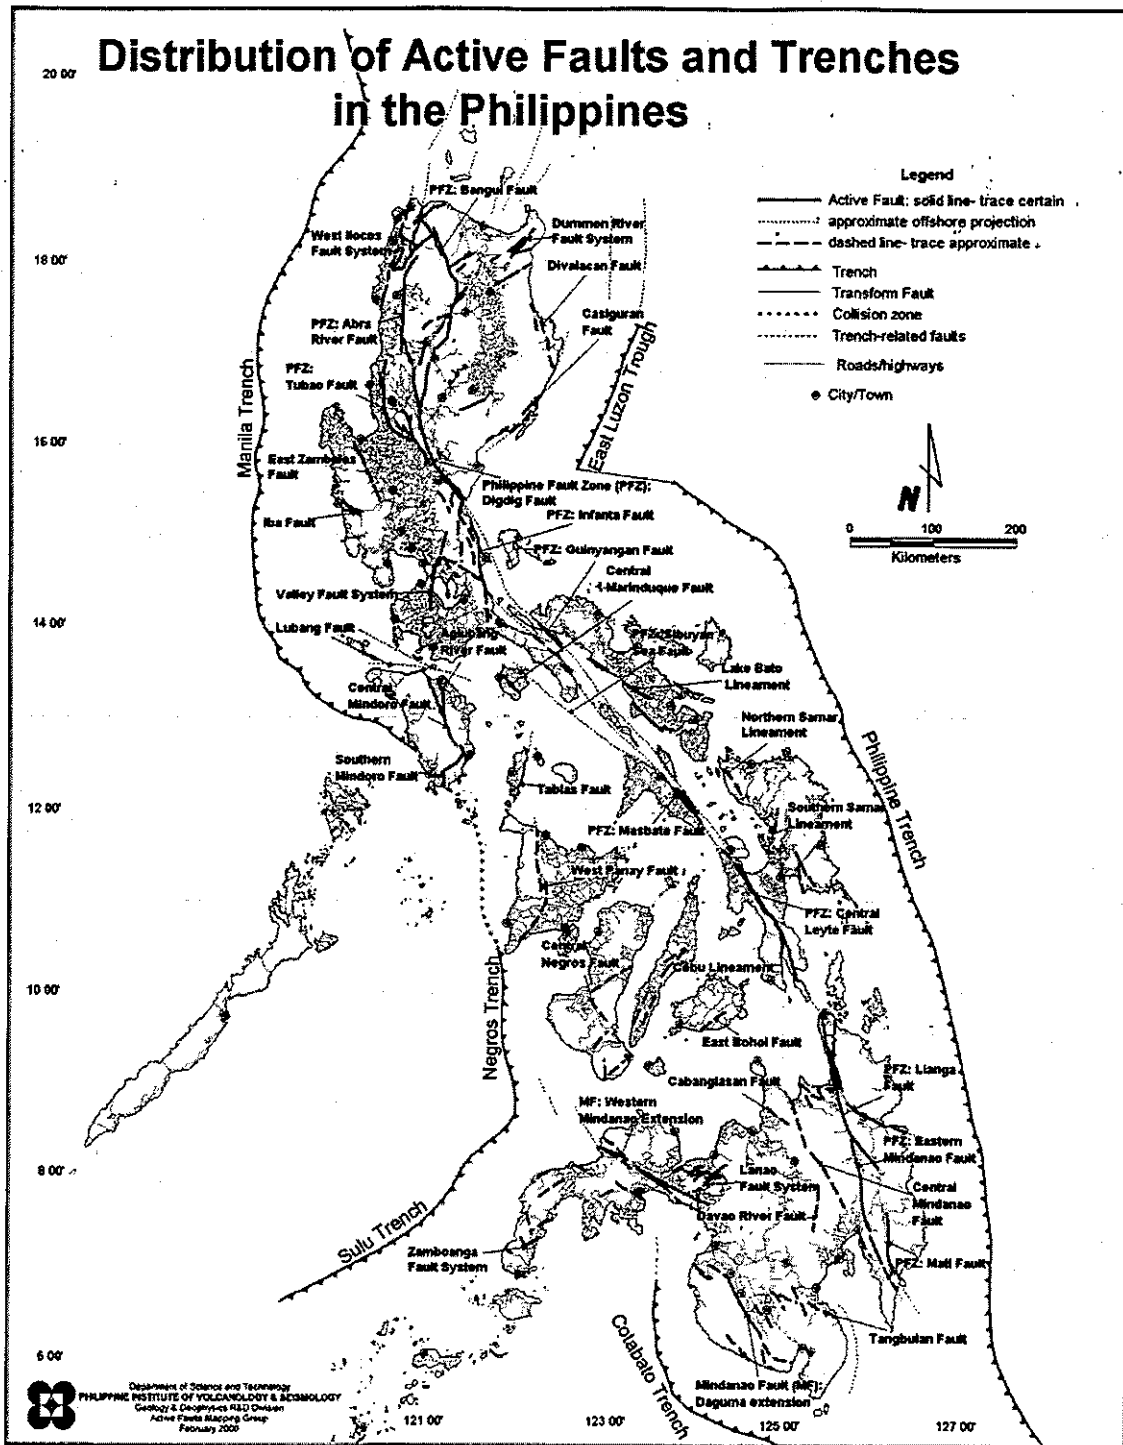 Distribution of Active Faults and Trenches
in the Philippines
20 00'
18 00'
16 00'
14 00'
12 00'
10 00'
8 00'
6 00'
121 00'
123 00'
125 00'
127 00'
Legend
Active Fault: solid line- trace certain
approximate offshore projection
dashed line- trace approximate
Trench
Transform Fault
Collision zone
Trench-related faults
Roads/highways
City/Town
N
0 100 200
Kilometers
PFZ: Bangui Fault
West Ilocos
Fault System
Dummon River
Fault System
Divalacan Fault
Casiguran
Fault
PFZ: Abra
River Fault
PFZ:
Tubao Fault
Manila Trench
East Luzon Trough
East Zambales
Fault
Philippine Fault Zone (PFZ):
Digdig Fault
Iba Fault
PFZ: Infanta Fault
PFZ: Guinyangan Fault
Central
Marinduque Fault
Valley Fault System
Lubang Fault
River Fault
PFZ: Sibuyan
Sea Fault
Lake Bato
Lineament
Central
Mindoro Fault
Northern Samar
Lineament
Southern
Mindoro Fault
Tablas Fault
Philippine Trench
Southern Samar
Lineament
PFZ: Masbate Fault
West Panay Fault
PFZ: Central
Leyte Fault
Central
Negros Fault
Cebu Lineament
Negros Trench
East Bohol Fault
Cabanglasan Fault
PFZ: Lianga
Fault
MF: Western
Mindanao Extension
PFZ: Eastern
Mindanao Fault
Lanao
Fault System
Central
Mindanao
Fault
Davao River Fault
Sulu Trench
Zamboanga
Fault System
PFZ: Mati Fault
Tangbulan Fault
Cotabato Trench
Mindanao Fault (MF):
Daguma extension
Department of Science and Technology
PHILIPPINE INSTITUTE OF VOLCANOLOGY & SEISMOLOGY
Geology & Geophysics R&D Division
Active Faults Mapping Group
February 2000